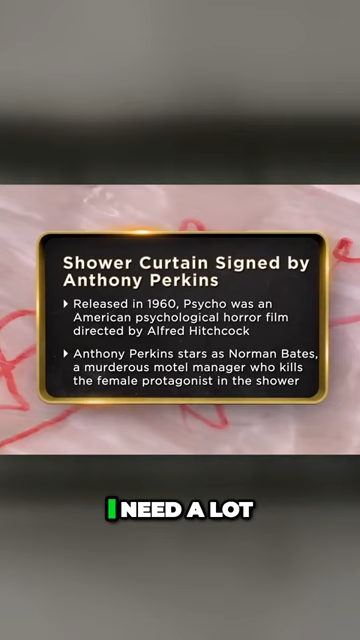 Shower Curtain Signed by
Anthony Perkins
Released in 1960, Psycho was an
American psychological horror film
directed by Alfred Hitchcock
Anthony Perkins stars as Norman Bates,
a murderous motel manager who kills
the female protagonist in the shower
I NEED A LOT